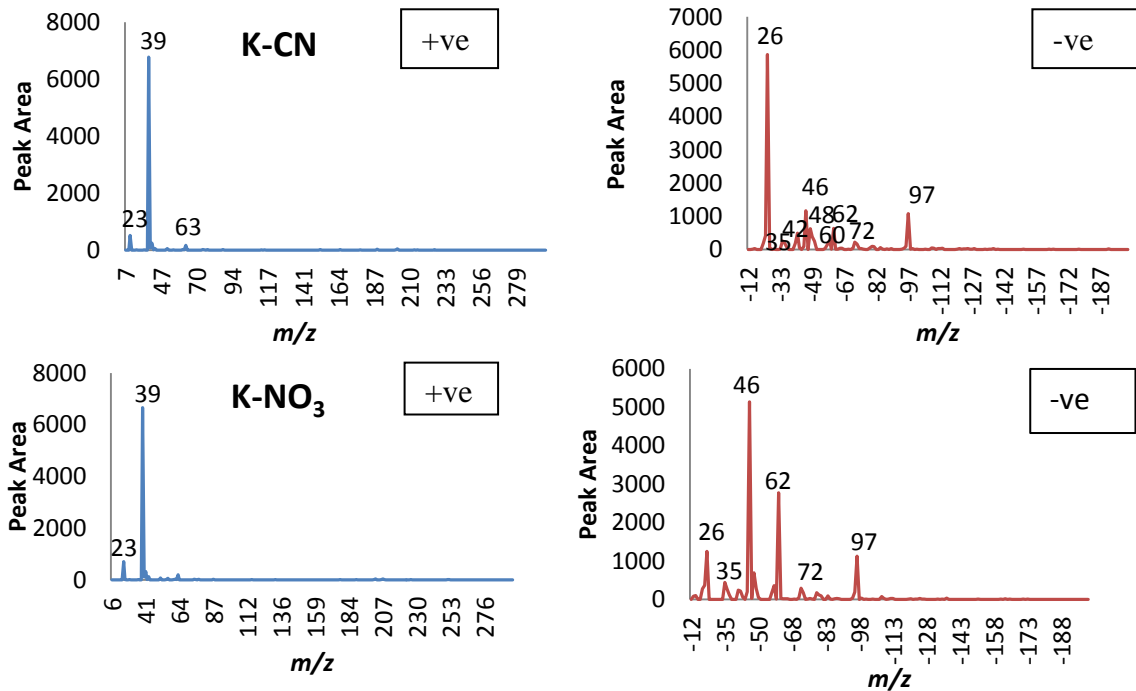 K-CN
+ve
Peak Area
8000
6000
4000
2000
0
39
23
63
7 47 70 94 117 141 164 187 210 233 256 279
m/z
-ve
Peak Area
7000
6000
5000
4000
3000
2000
1000
0
26
35
42
46
48
60
62
72
97
-12 -33 -49 -67 -82 -97 -112 -127 -142 -157 -172 -187
m/z
K-NO₃
+ve
Peak Area
8000
6000
4000
2000
0
39
23
6 41 64 87 112 136 159 184 207 230 253 276
m/z
-ve
Peak Area
6000
5000
4000
3000
2000
1000
0
26
35
46
62
72
97
-12 -35 -50 -68 -83 -98 -113 -128 -143 -158 -173 -188
m/z